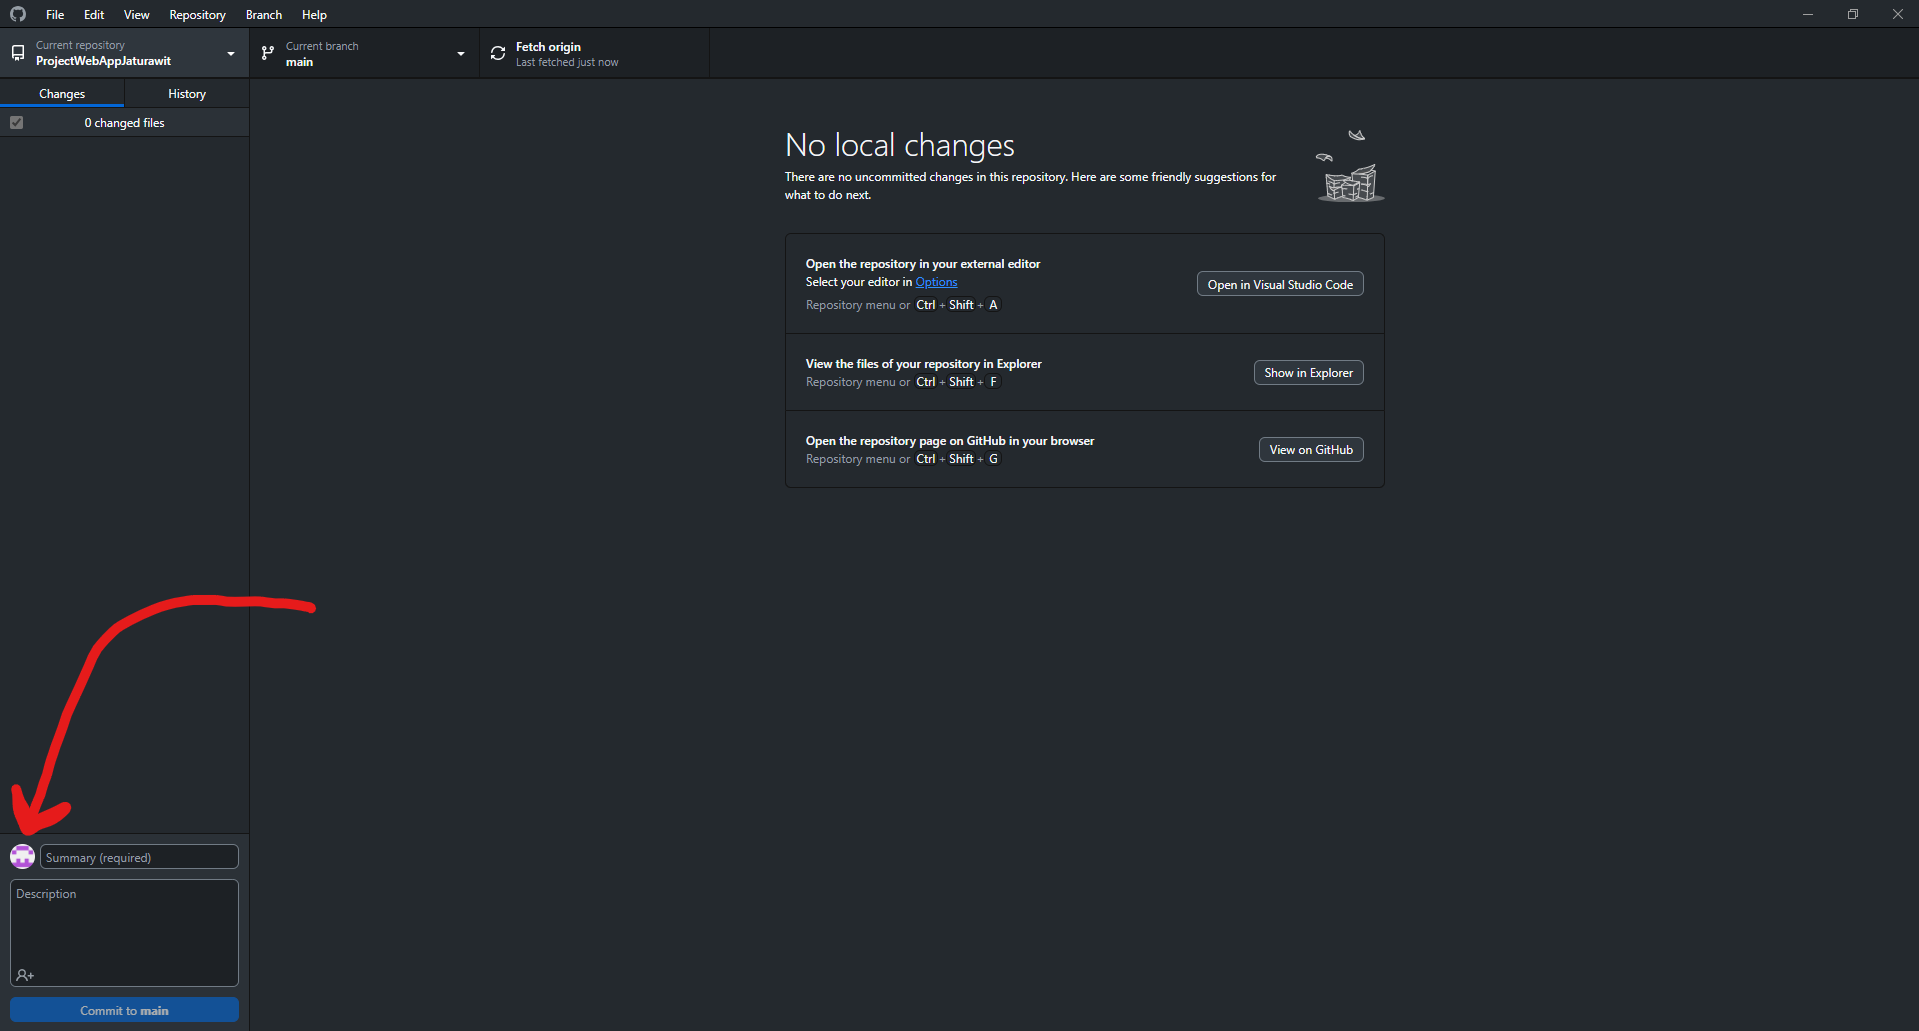 File Edit View Repository Branch Help
Current repository
ProjectWebAppJaturawit
Current branch
main
Fetch origin
Last fetched just now
Changes
History
0 changed files
No local changes
There are no uncommitted changes in this repository. Here are some friendly suggestions for
what to do next.
Open the repository in your external editor
Select your editor in Options
Repository menu or Ctrl + Shift + A
Open in Visual Studio Code
View the files of your repository in Explorer
Repository menu or Ctrl + Shift + F
Show in Explorer
Open the repository page on GitHub in your browser
Repository menu or Ctrl + Shift + G
View on GitHub
Summary (required)
Description
Commit to main